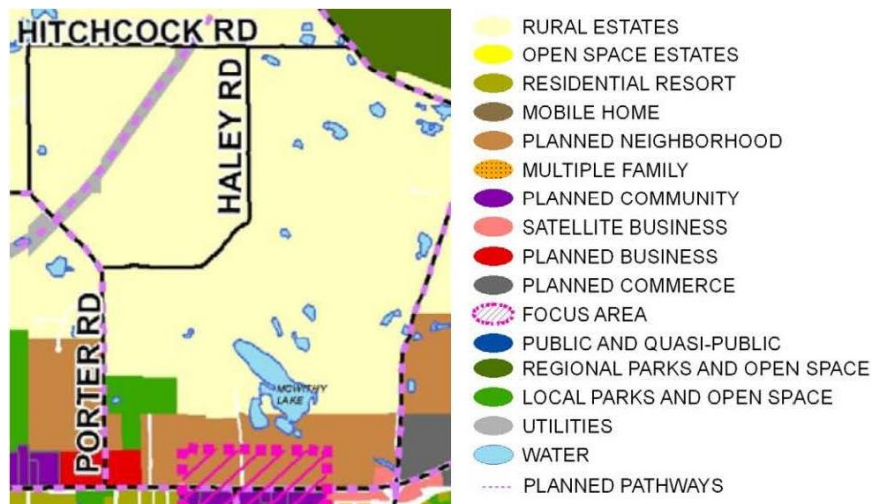 HITCHCOCK RD
HALEY RD
PORTER RD
MCWITHY
LAKE
RURAL ESTATES
OPEN SPACE ESTATES
RESIDENTIAL RESORT
MOBILE HOME
PLANNED NEIGHBORHOOD
MULTIPLE FAMILY
PLANNED COMMUNITY
SATELLITE BUSINESS
PLANNED BUSINESS
PLANNED COMMERCE
FOCUS AREA
PUBLIC AND QUASI-PUBLIC
REGIONAL PARKS AND OPEN SPACE
LOCAL PARKS AND OPEN SPACE
UTILITIES
WATER
PLANNED PATHWAYS